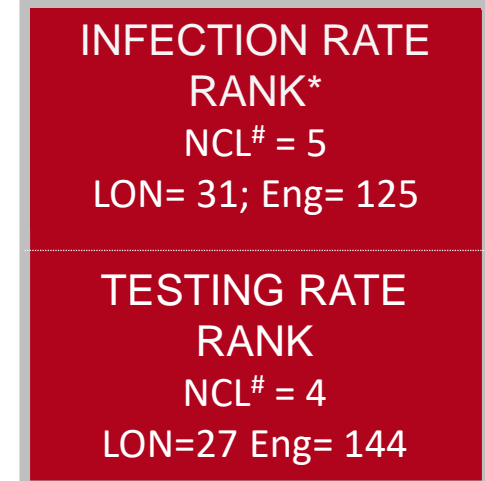 INFECTION RATE
RANK*
NCL# = 5
LON= 31; Eng= 125
TESTING RATE
RANK
NCL# = 4
LON=27 Eng= 144